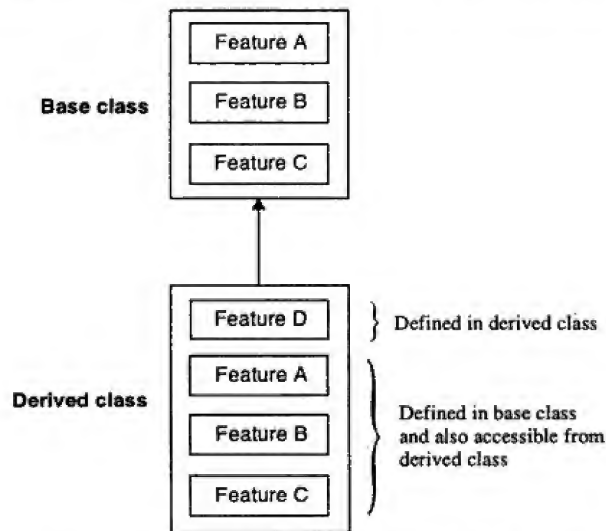 Feature A
Base class
Feature B
Feature C
Feature D
Defined in derived class
Feature A
Derived class
Feature B
Defined in base class
and also accessible from
derived class
Feature C